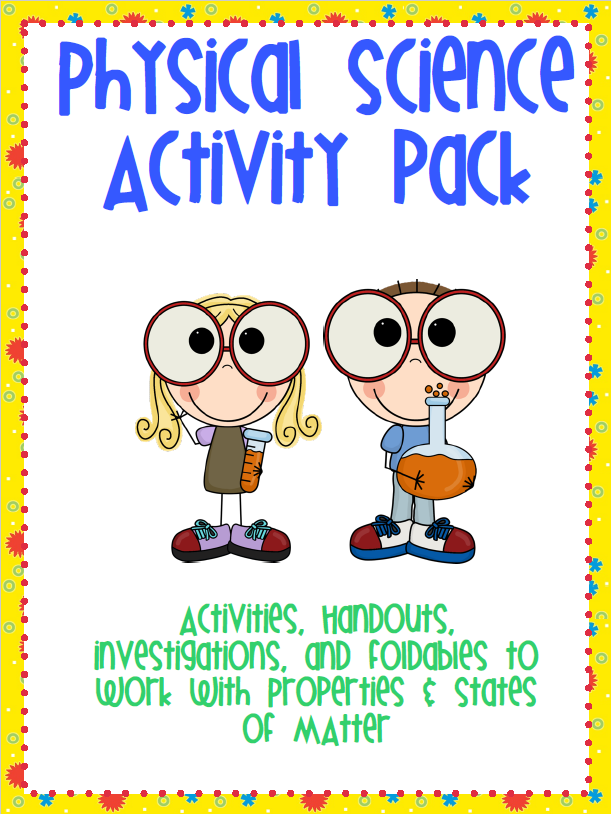 Physical Science
Activity Pack
Activities, Handouts,
investigations, and foldables to
work with Properties & States
of Matter